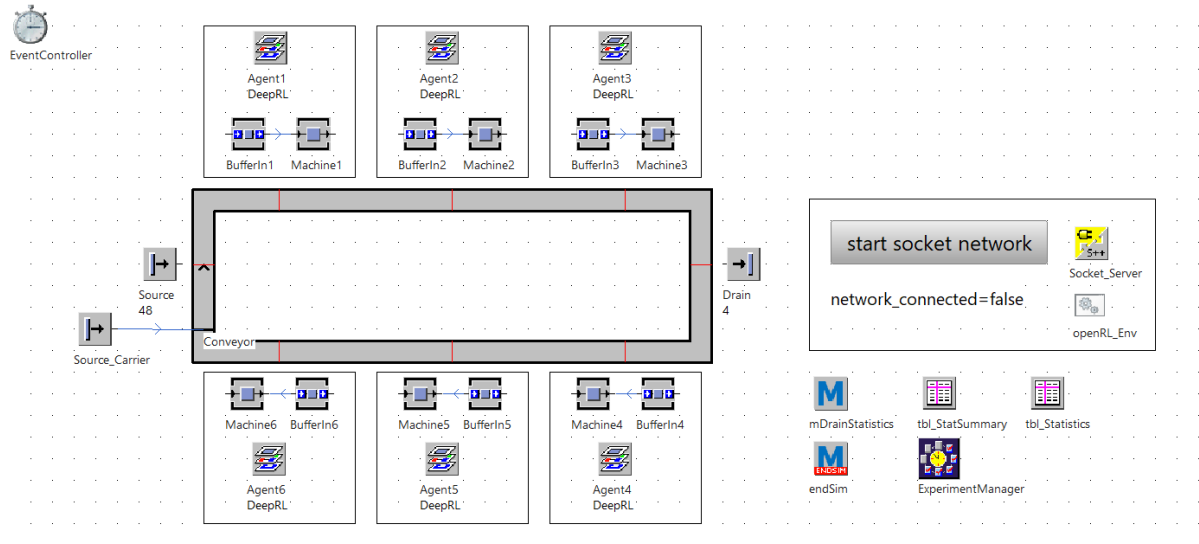 EventController
Agent1
DeepRL
Agent2
DeepRL
Agent3
DeepRL
BufferIn1
Machine1
BufferIn2
Machine2
BufferIn3
Machine3
Source
48
Source_Carrier
Conveyor
Drain
4
start socket network
network_connected=false
S++
Socket_Server
openRL_Env
Machine6
BufferIn6
Machine5
BufferIn5
Machine4
BufferIn4
Agent6
DeepRL
Agent5
DeepRL
Agent4
DeepRL
M
mDrainStatistics
tbl_StatSummary
tbl_Statistics
M
ENDSIM
endSim
ExperimentManager